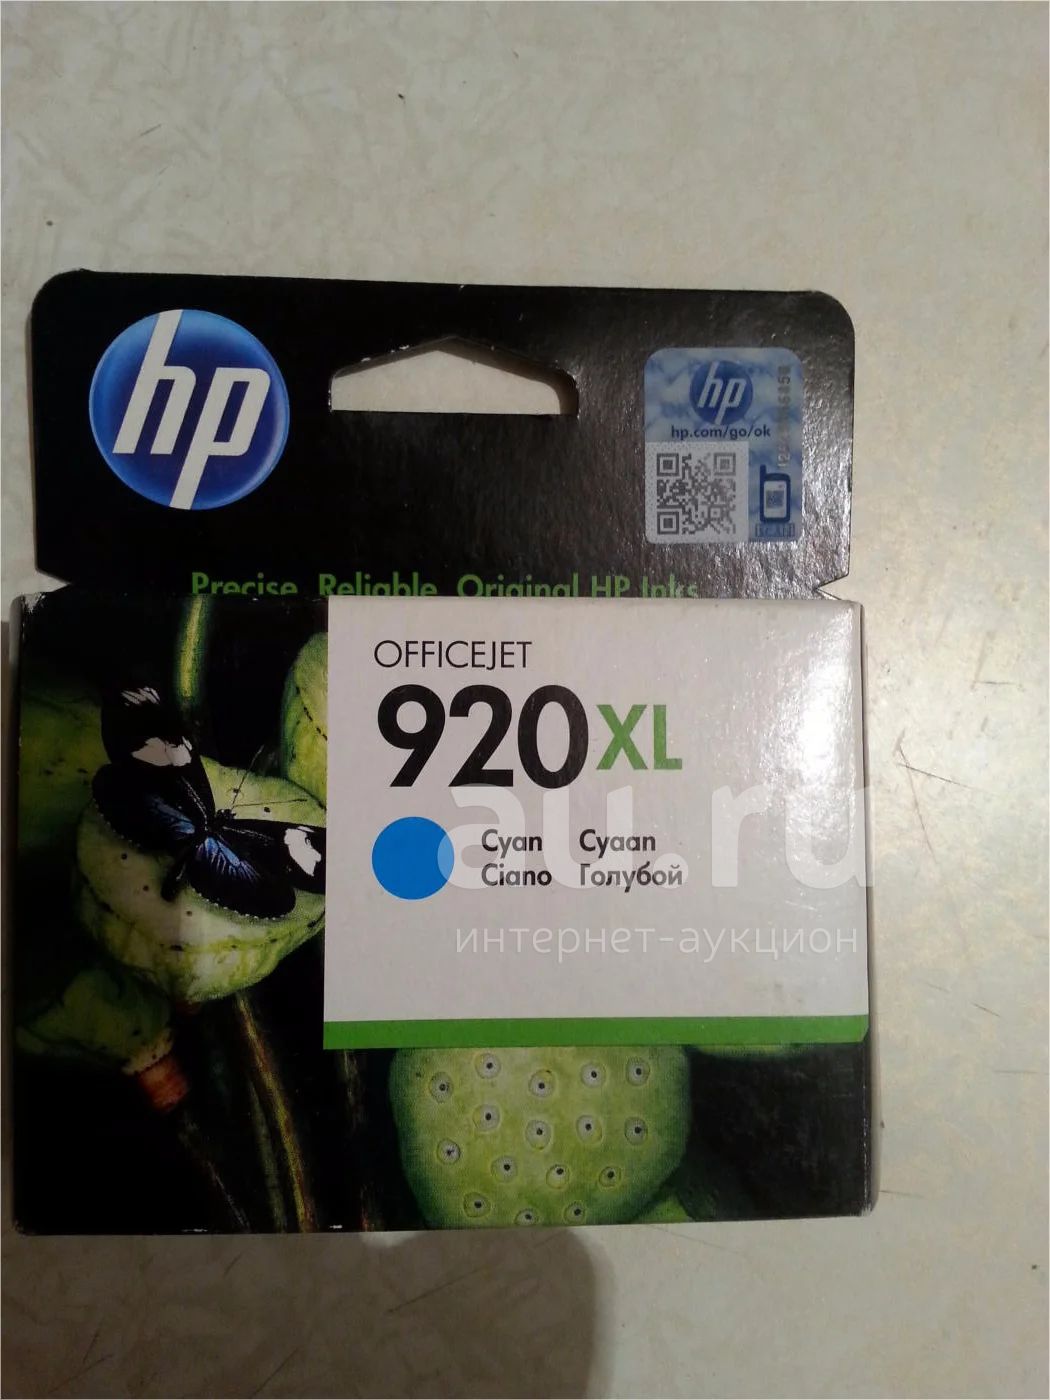 hp
hp
hp.com/go/ok
Precise Reliable Original HP Inks
OFFICEJET
920XL
Cyan Cyaan
Ciano Голубой
au.ru
интернет-аукцион